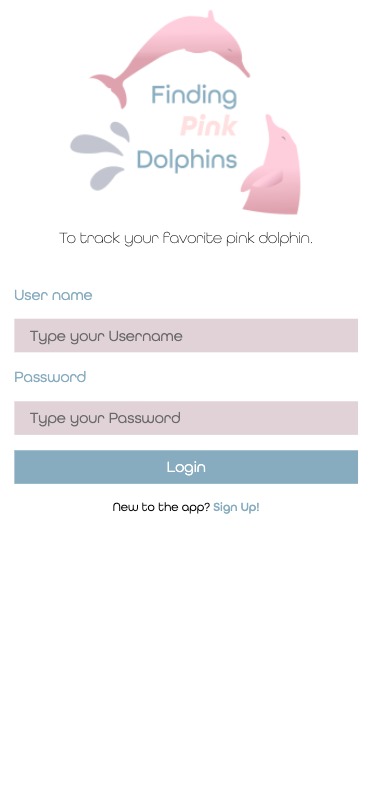 Finding
Pink
Dolphins
To track your favorite pink dolphin.
User name
Type your Username
Password
Type your Password
Login
New to the app? Sign Up!